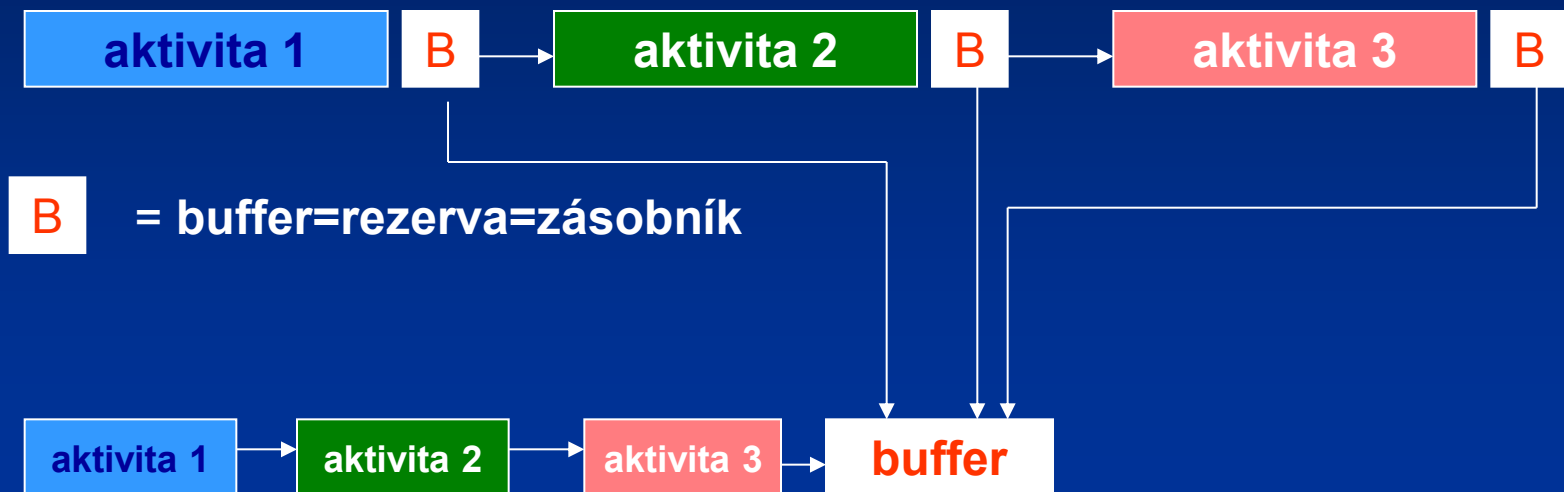 aktivita 1 B aktivita 2 B aktivita 3 B
B = buffer=rezerva=zásobník
aktivita 1 aktivita 2 aktivita 3 buffer